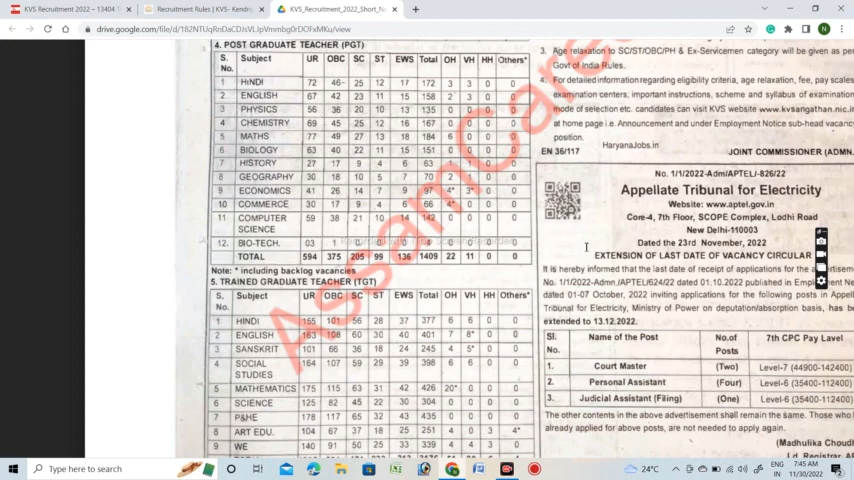 KVS Recruitment 2022 - 13404 T
Recruitment Rules | KVS- Kendri
KVS_Recruitment_2022_Short_N
drive.google.com/file/d/182NTUqRnDaCDJsVLJpVmmbg0rDOFxMKu/view
4. POST GRADUATE TEACHER (PGT)
S. No. Subject UR OBC SC ST EWS Total OH VH HH Others*
1 HINDI 72 46 25 12 17 172 3 3 0 0
2 ENGLISH 67 42 23 11 15 158 2 3 0 0
3 PHYSICS 56 36 20 10 13 135 0 0 0 0
4 CHEMISTRY 69 45 25 12 16 167 0 0 0 0
5 MATHS 77 49 27 13 18 184 6 0 0 0
6 BIOLOGY 63 40 22 11 15 151 0 0 0 0
7 HISTORY 27 17 9 4 6 63 1 1 0 0
8 GEOGRAPHY 30 18 10 5 7 70 2 1 0 0
9 ECONOMICS 41 26 14 7 9 97 4* 3* 0 0
10 COMMERCE 30 17 9 4 6 66 4* 0 0 0
11 COMPUTER SCIENCE 59 38 21 10 14 142 0 0 0 0
12. BIO-TECH. 03 1 0 0 0 4 0 0 0 0
TOTAL 594 375 205 99 136 1409 22 11 0 0
Note: * including backlog vacancies
5. TRAINED GRADUATE TEACHER (TGT)
S. No. Subject UR OBC SC ST EWS Total OH VH HH Others*
1 HINDI 155 101 56 28 37 377 6 6 0 0
2 ENGLISH 163 108 60 30 40 401 7 8* 0 0
3 SANSKRIT 101 66 36 18 24 245 4 5* 0 0
4 SOCIAL STUDIES 164 107 59 29 39 398 6 6 0 0
5 MATHEMATICS 175 115 63 31 42 426 20* 0 0 0
6 SCIENCE 125 82 45 22 30 304 0 0 0 0
7 P&HE 178 117 65 32 43 435 0 0 0 0
8 ART EDU. 104 67 37 18 25 251 4 0 3 4*
9 WE 140 91 50 25 33 339 4 4 3 0
AssamCareer
3. Age relaxation to SC/ST/OBC/PH & Ex-Servicemen category will be given as per
Govt of India Rules.
4. For detailed information regarding eligibility criteria, age relaxation, fee, pay scales
examination centers, important instructions, scheme and syllabus of examination
mode of selection etc. candidates can visit KVS website www.kvsangathan.nic.in
at home page i.e. Announcement and under Employment Notice sub-head vacancy
position.
HaryanaJobs.in
EN 36/117 JOINT COMMISSIONER (ADMN.
No. 1/1/2022-Adm/APTEL/-826/22
Appellate Tribunal for Electricity
Website: www.aptel.gov.in
Core-4, 7th Floor, SCOPE Complex, Lodhi Road
New Delhi-110003
Dated the 23rd November, 2022
EXTENSION OF LAST DATE OF VACANCY CIRCULAR
It is hereby informed that the last date of receipt of applications for the advertisemen
No. 1/1/2022-Admn./APTEL/624/22 dated 01.10.2022 published in Employment Ne
dated 01-07 October, 2022 inviting applications for the following posts in Appell
Tribunal for Electricity, Ministry of Power on deputation/absorption basis, has be
extended to 13.12.2022.
Sl. No. Name of the Post No.of Posts 7th CPC Pay Lavel
1. Court Master (Two) Level-7 (44900-142400)
2. Personal Assistant (Four) Level-6 (35400-112400)
3. Judicial Assistant (Filing) (One) Level-6 (35400-112400)
The other contents in the above advertisement shall remain the same. Those who
already applied for above posts, are not needed to apply again.
(Madhulika Choudh
Ld. Registrar, AP
Type here to search
24°C
ENG
IN
7:45 AM
11/30/2022